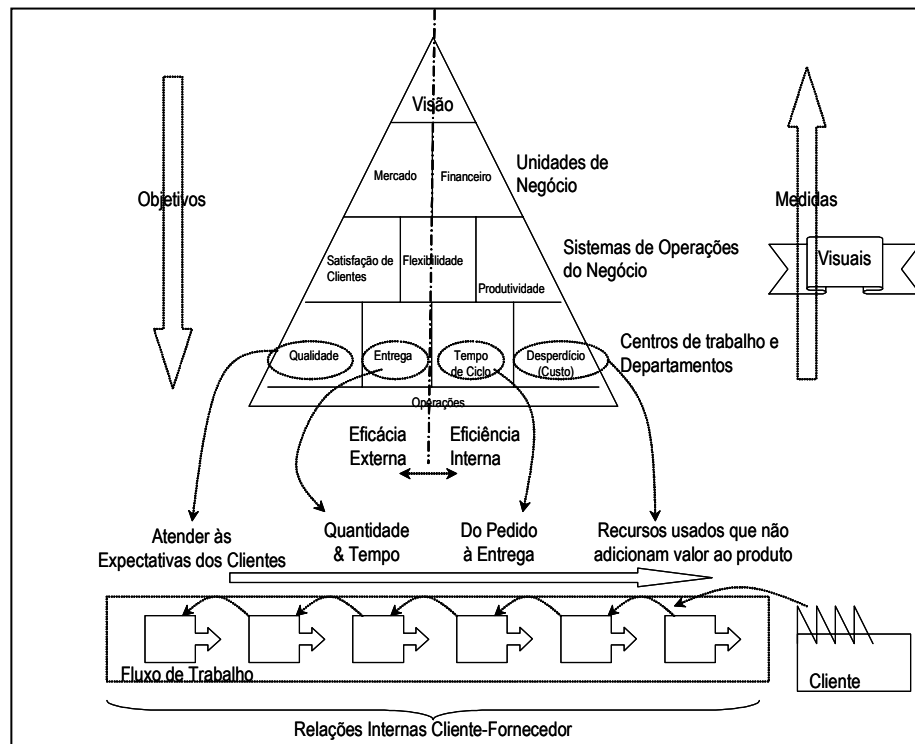 Visão
Mercado
Financeiro
Unidades de
Negócio
Objetivos
Medidas
Visuais
Satisfação de
Clientes
Flexibilidade
Produtividade
Sistemas de Operações
do Negócio
Qualidade
Entrega
Tempo
de Ciclo
Desperdício
(Custo)
Centros de trabalho e
Departamentos
Operações
Eficácia
Externa
Eficiência
Interna
Atender às
Expectativas dos Clientes
Quantidade
& Tempo
Do Pedido
à Entrega
Recursos usados que não
adicionam valor ao produto
Fluxo de Trabalho
Cliente
Relações Internas Cliente-Fornecedor